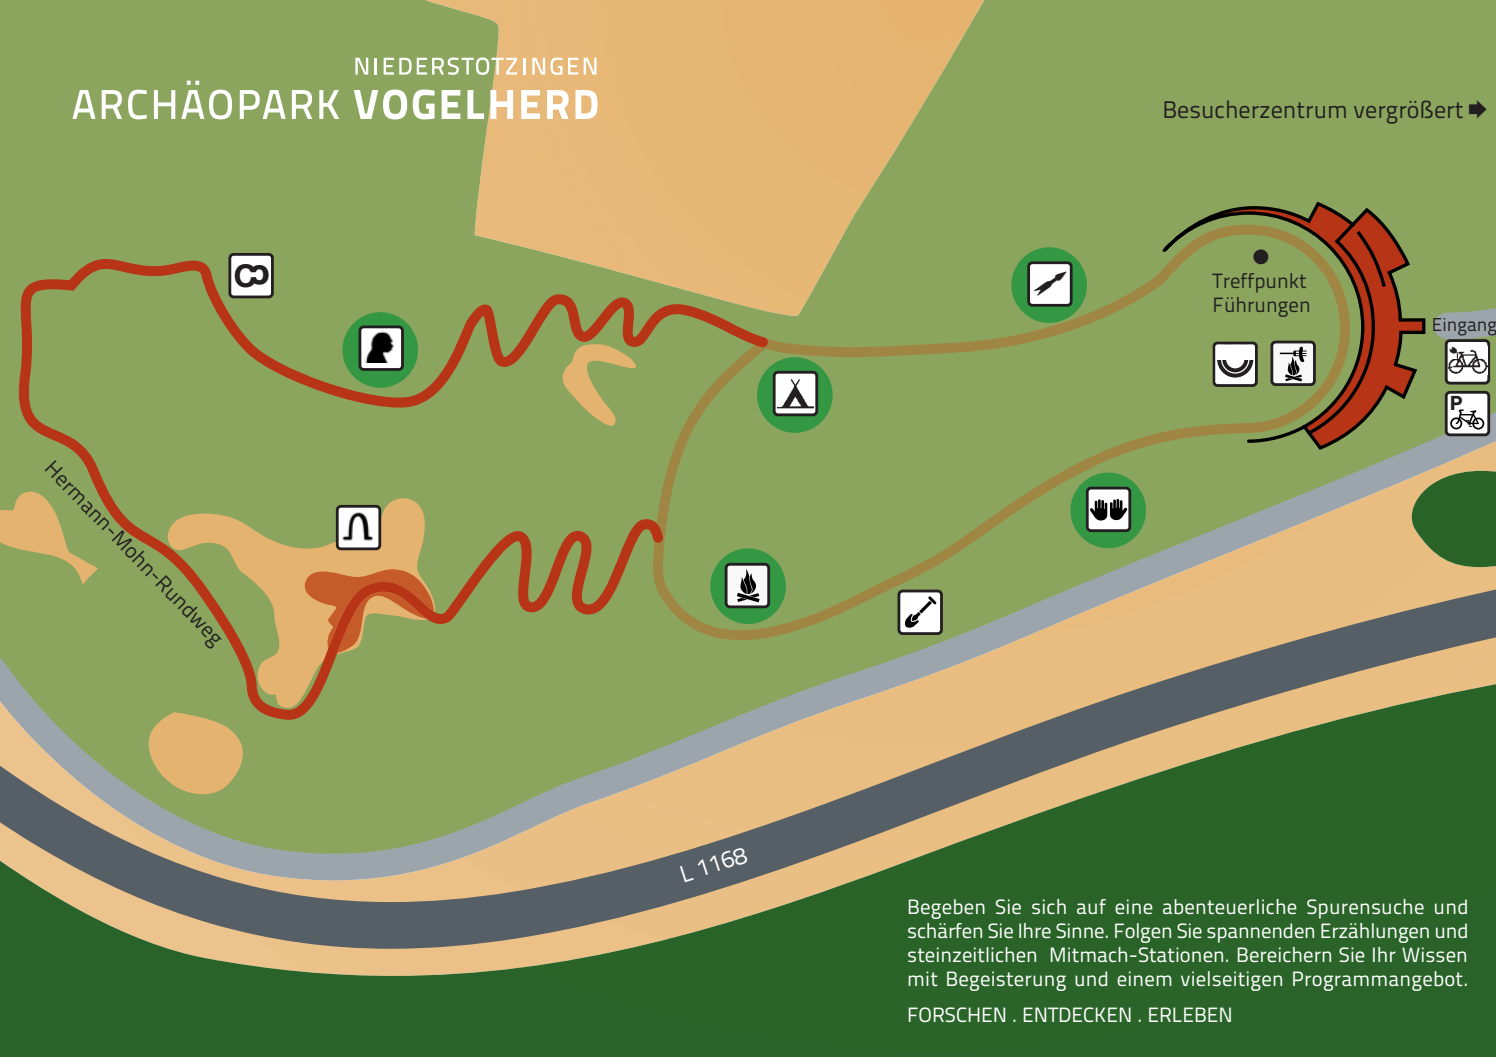 NIEDERSTOTZINGEN
ARCHÄOPARK VOGELHERD
Besucherzentrum vergrößert
Treffpunkt
Führungen
Eingang
P
Hermann-Mohn-Rundweg
L 1168
Begeben Sie sich auf eine abenteuerliche Spurensuche und
schärfen Sie Ihre Sinne. Folgen Sie spannenden Erzählungen und
steinzeitlichen Mitmach-Stationen. Bereichern Sie Ihr Wissen
mit Begeisterung und einem vielseitigen Programmangebot.
FORSCHEN . ENTDECKEN . ERLEBEN